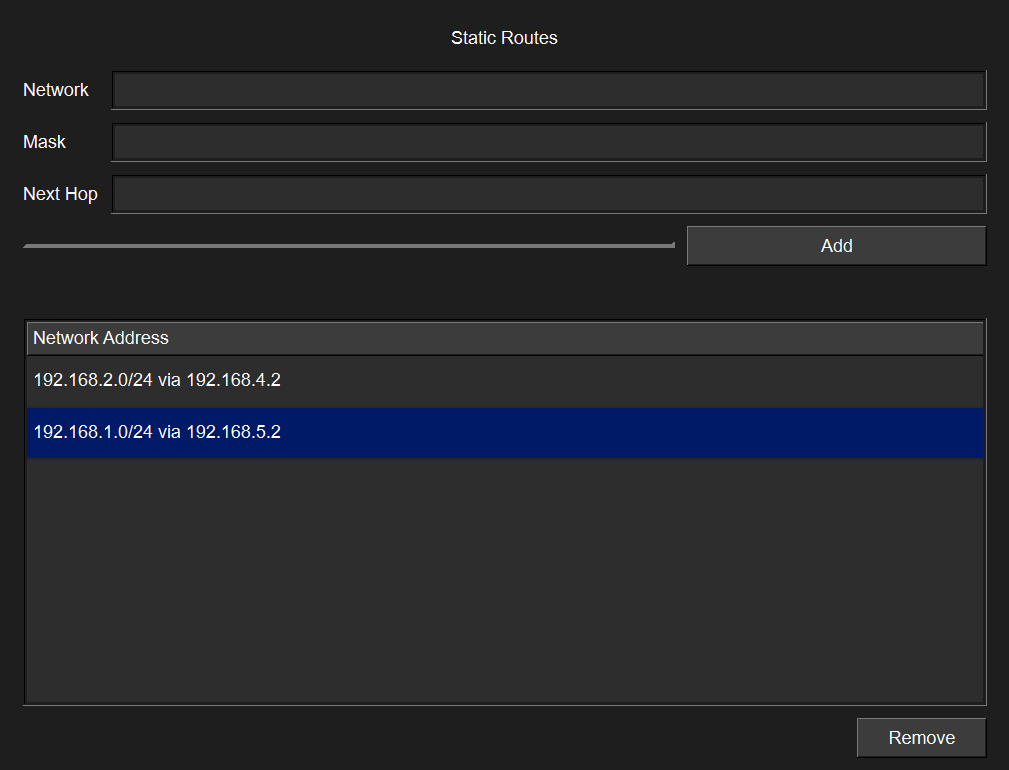 Static Routes
Network
Mask
Next Hop
Add
Network Address
192.168.2.0/24 via 192.168.4.2
192.168.1.0/24 via 192.168.5.2
Remove